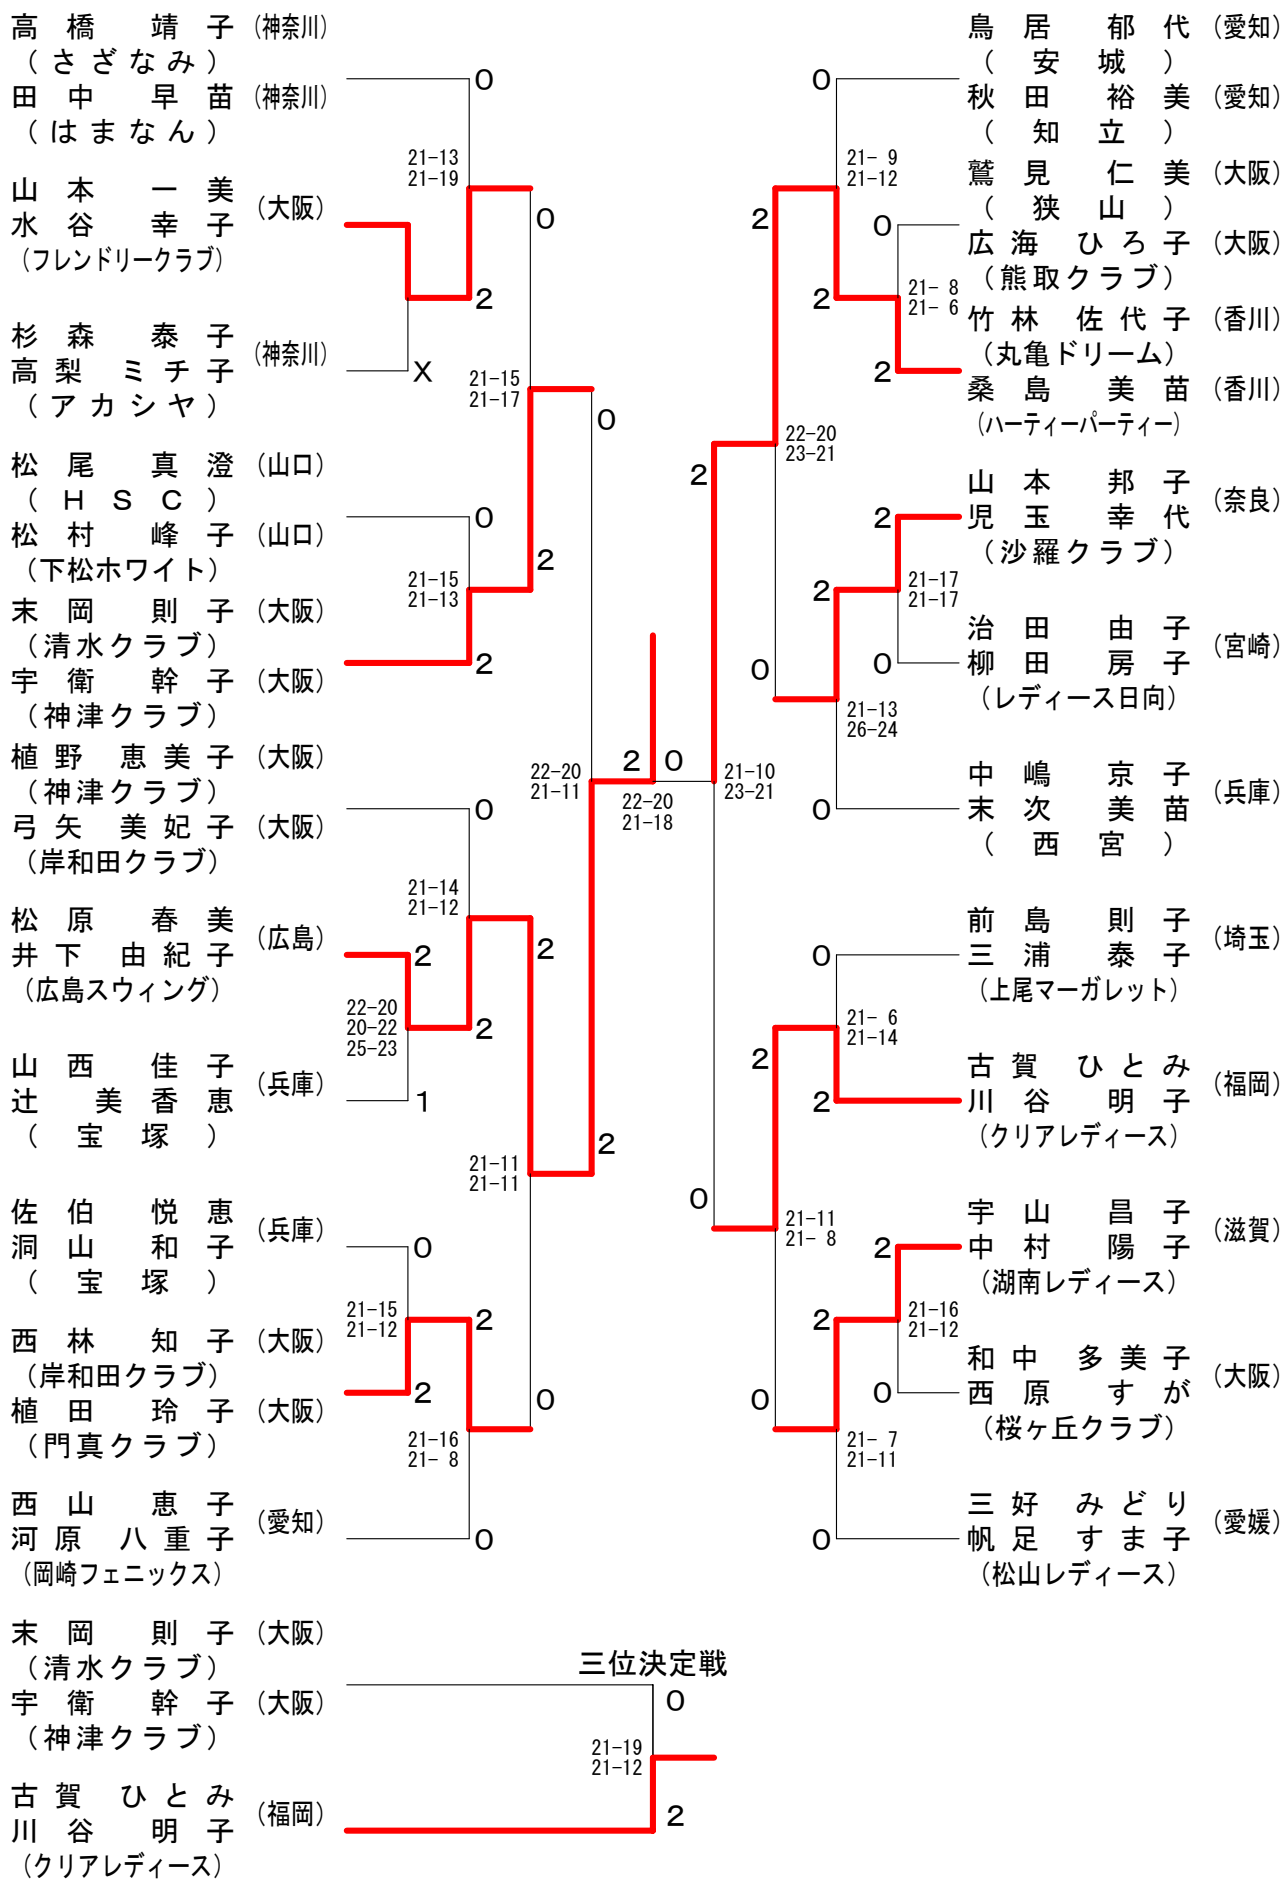 高橋 靖子 (神奈川)
(さざなみ)
田中 早苗 (神奈川)
(はまなん)
0
21-13
21-19
山本 一美
水谷 幸子
(大阪)
(フレンドリークラブ)
0
2
杉森 泰子
高梨 ミチ子
(神奈川)
(アカシヤ)
X
21-15
21-17
0
松尾 真澄 (山口)
(HSC)
松村 峰子 (山口)
(下松ホワイト)
0
2
21-15
21-13
末岡 則子 (大阪)
(清水クラブ)
宇衛 幹子 (大阪)
(神津クラブ)
2
植野 恵美子 (大阪)
(神津クラブ)
弓矢 美妃子 (大阪)
(岸和田クラブ)
0
22-20
21-11
21-14
21-12
松原 春美
井下 由紀子
(広島)
(広島スウィング)
2
2
22-20
20-22
25-23
2
山西 佳子
辻 美香恵
(兵庫)
(宝塚)
1
2
21-11
21-11
佐伯 悦恵
洞山 和子
(兵庫)
(宝塚)
0
21-15
21-12
2
西林 知子 (大阪)
(岸和田クラブ)
植田 玲子 (大阪)
(門真クラブ)
2
0
21-16
21- 8
西山 恵子
河原 八重子
(愛知)
(岡崎フェニックス)
0
2
0
22-20
21-18
鳥居 郁代 (愛知)
(安城)
秋田 裕美 (愛知)
(知立)
0
21- 9
21-12
鷲見 仁美 (大阪)
(狭山)
広海 ひろ子 (大阪)
(熊取クラブ)
2
0
2
21- 8
21- 6
竹林 佐代子 (香川)
(丸亀ドリーム)
桑島 美苗 (香川)
(ハーティーパーティー)
2
22-20
23-21
2
山本 邦子
児玉 幸代
(奈良)
(沙羅クラブ)
2
2
21-17
21-17
治田 由子
柳田 房子
(宮崎)
(レディース日向)
0
0
21-13
26-24
中嶋 京子
末次 美苗
(兵庫)
(西宮)
0
21-10
23-21
前島 則子
三浦 泰子
(埼玉)
(上尾マーガレット)
0
21- 6
21-14
2
古賀 ひとみ
川谷 明子
(福岡)
(クリアレディース)
2
0
21-11
21- 8
宇山 昌子
中村 陽子
(滋賀)
(湖南レディース)
2
2
21-16
21-12
和中 多美子
西原 すが
(大阪)
(桜ヶ丘クラブ)
0
0
21- 7
21-11
三好 みどり
帆足 すま子
(愛媛)
(松山レディース)
0
三位決定戦
末岡 則子 (大阪)
(清水クラブ)
宇衛 幹子 (大阪)
(神津クラブ)
0
21-19
21-12
古賀 ひとみ
川谷 明子
(福岡)
(クリアレディース)
2